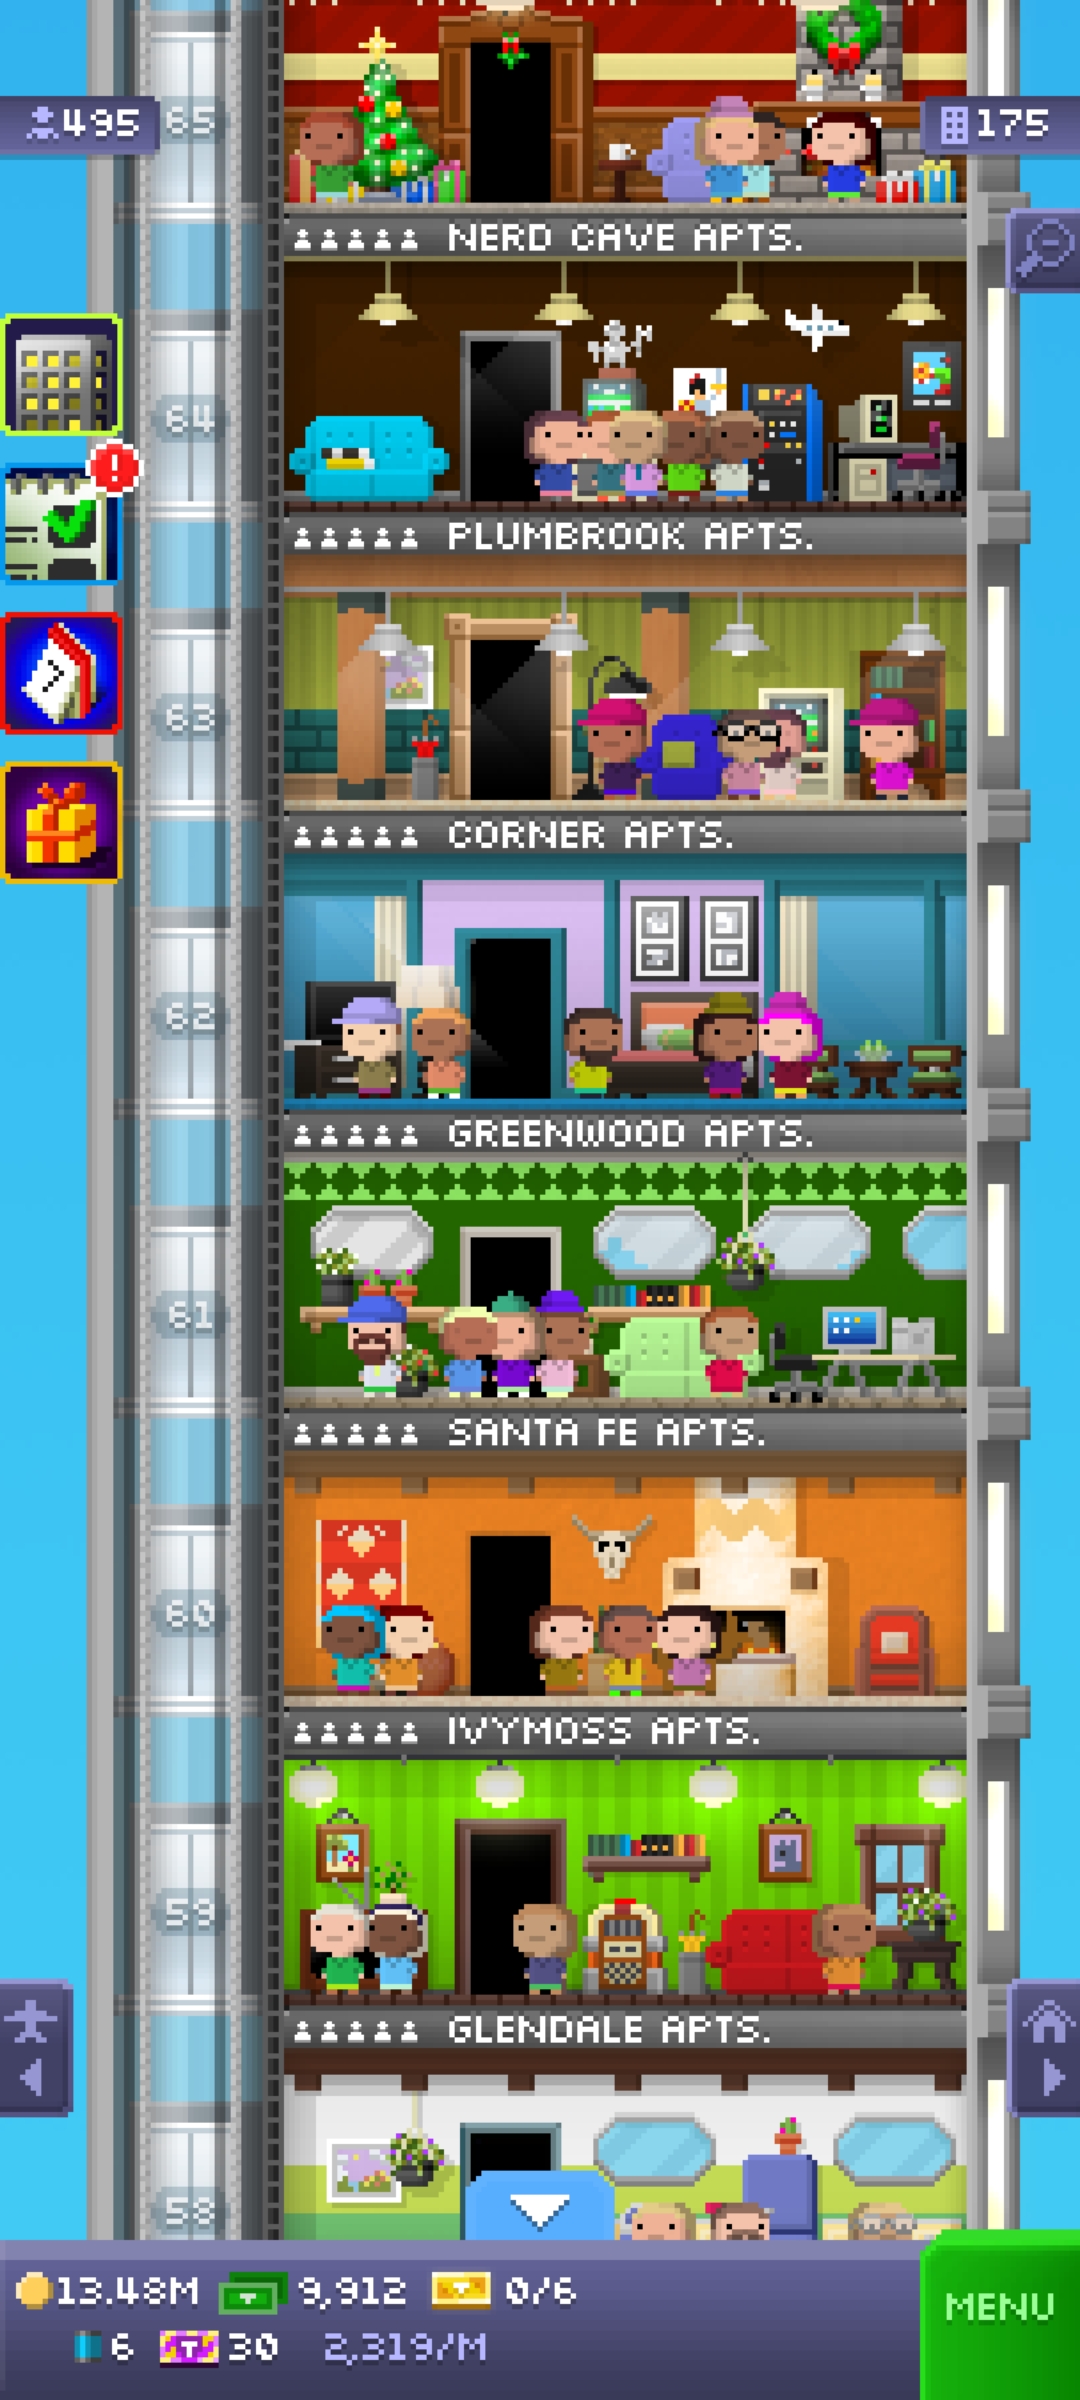 495
65
175
NERD CAVE APTS.
64
PLUMBROOK APTS.
63
7
CORNER APTS.
62
GREENWOOD APTS.
61
SANTA FE APTS.
60
IVYMOSS APTS.
59
GLENDALE APTS.
58
13.48M 9,912 0/6
6 T 30 2,319/M
MENU